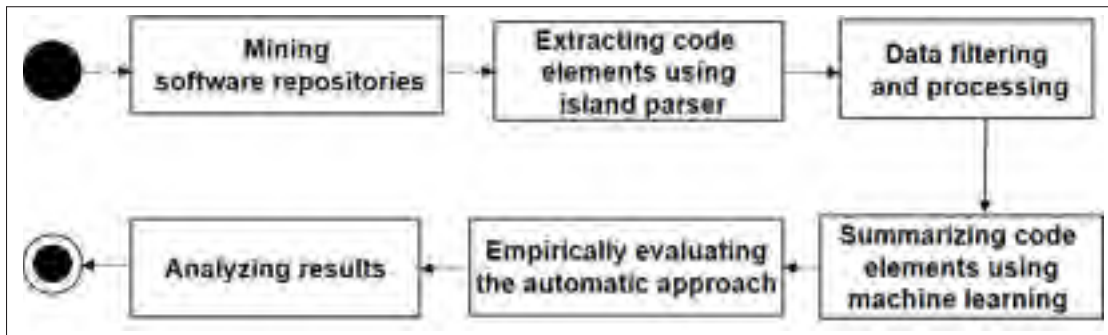 Mining
software repositories
Extracting code
elements using
island parser
Data filtering
and processing
Summarizing code
elements using
machine learning
Empirically evaluating
the automatic approach
Analyzing results